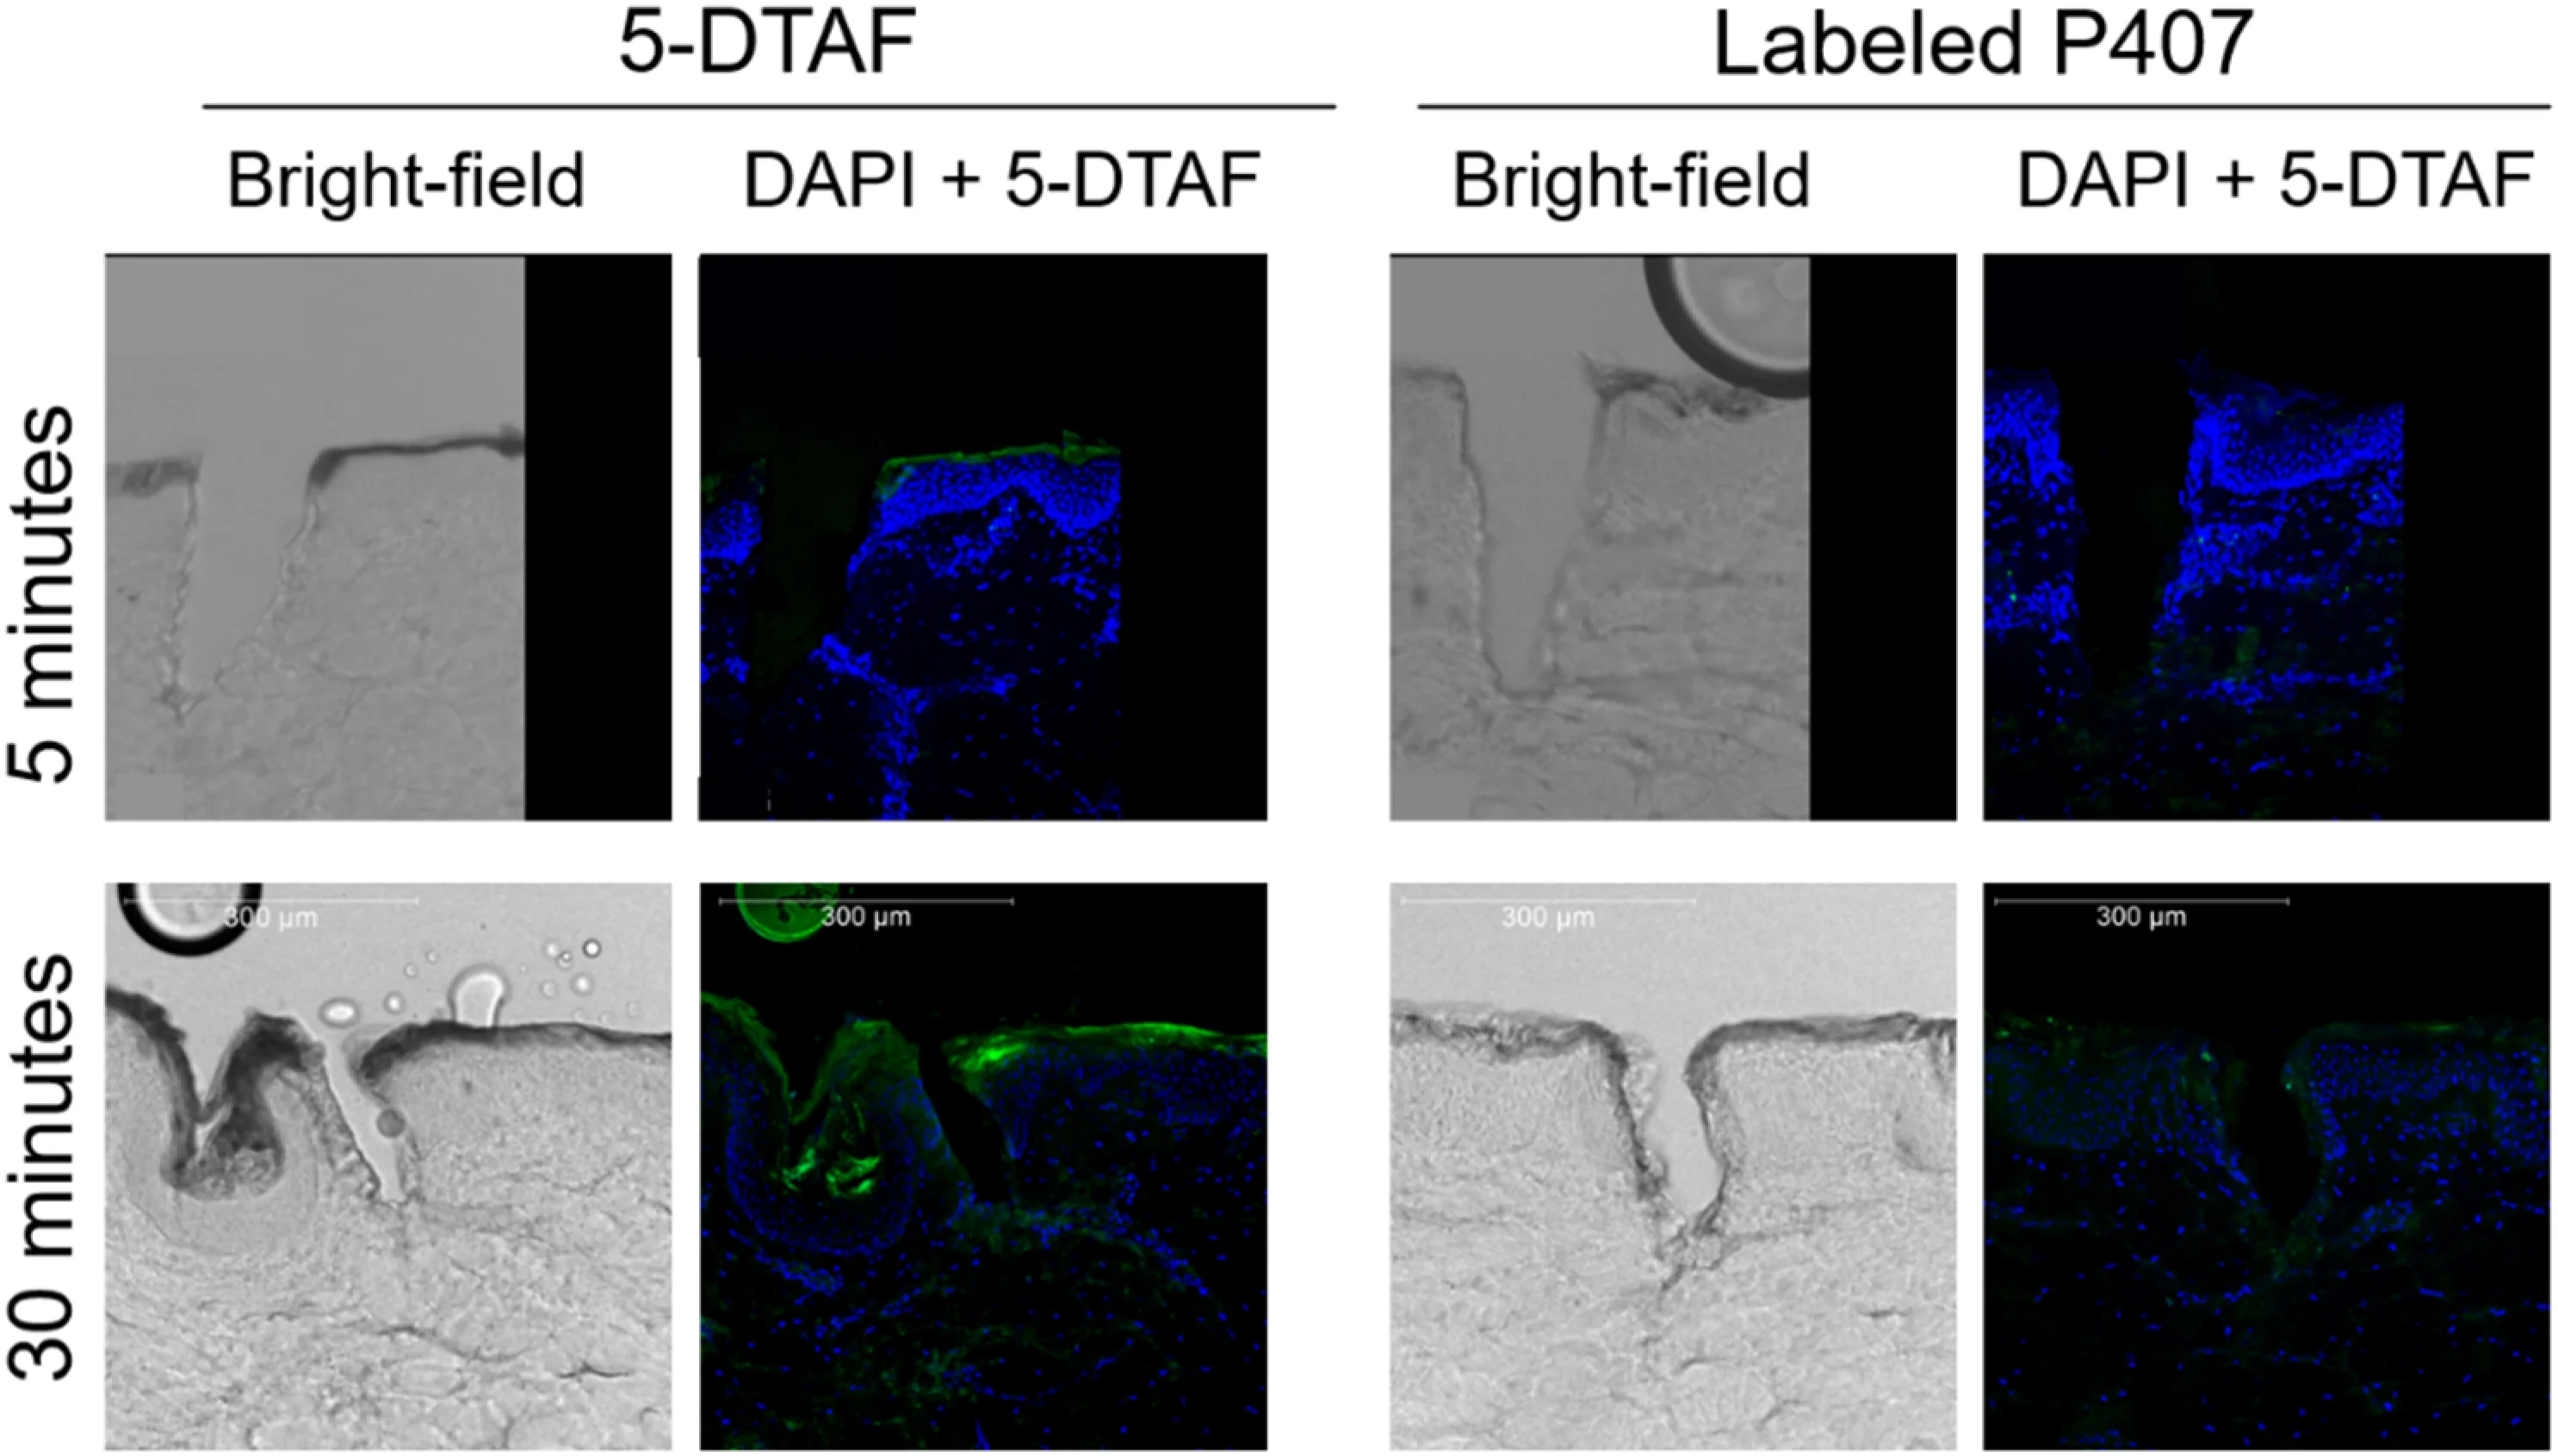 5-DTAF
Labeled P407
Bright-field
DAPI + 5-DTAF
Bright-field
DAPI + 5-DTAF
5 minutes
30 minutes
300 µm
300 µm
300 µm
300 µm